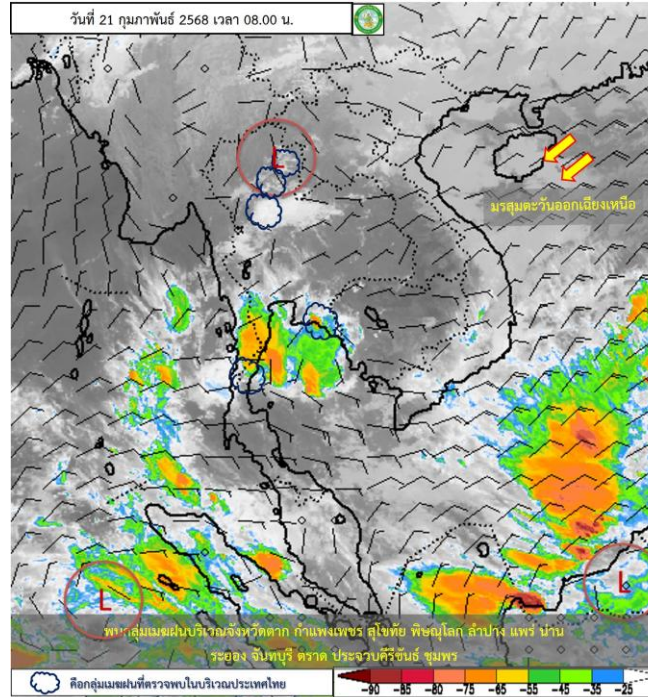 วันที่ 21 กุมภาพันธ์ 2568 เวลา 08.00 น.
L
มรสุมตะวันออกเฉียงเหนือ
L
L
พบกลุ่มเมฆฝนบริเวณจังหวัดตาก กำแพงเพชร สุโขทัย พิษณุโลก ลำปาง แพร่ น่าน
ระยอง จันทบุรี ตราด ประจวบคีรีขันธ์ ชุมพร
คือกลุ่มเมฆฝนที่ตรวจพบในบริเวณประเทศไทย
-90 -85 -80 -75 -65 -55 -45 -35 25